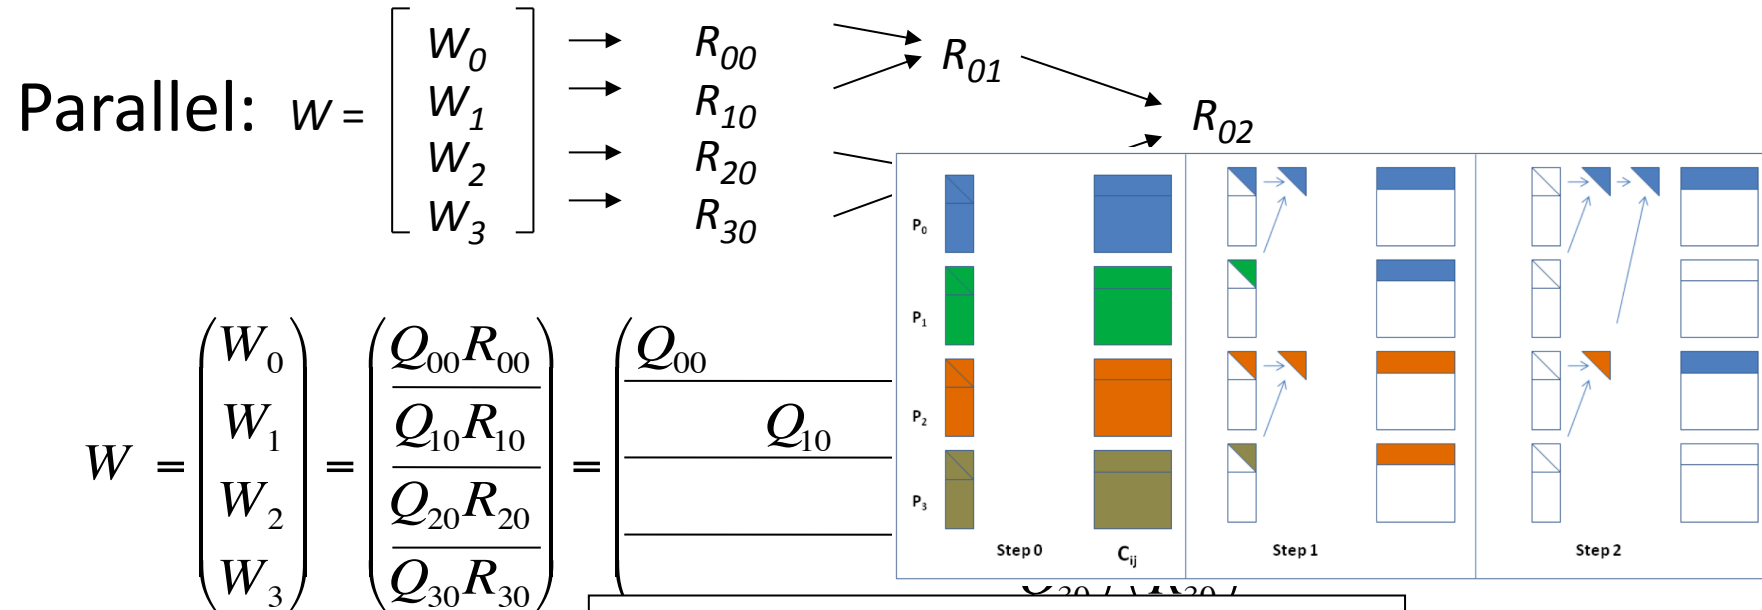 Parallel: W = [ W0 → R00 R01
W1 → R10 R02
W2 → R20
W3 ] → R30
W = ( W0 W1 W2 W3 ) = ( Q00R00 Q10R10 Q20R20 Q30R30 ) = ( Q00
Q10
P0
P1
P2
P3
Step 0 Cij Step 1 Step 2